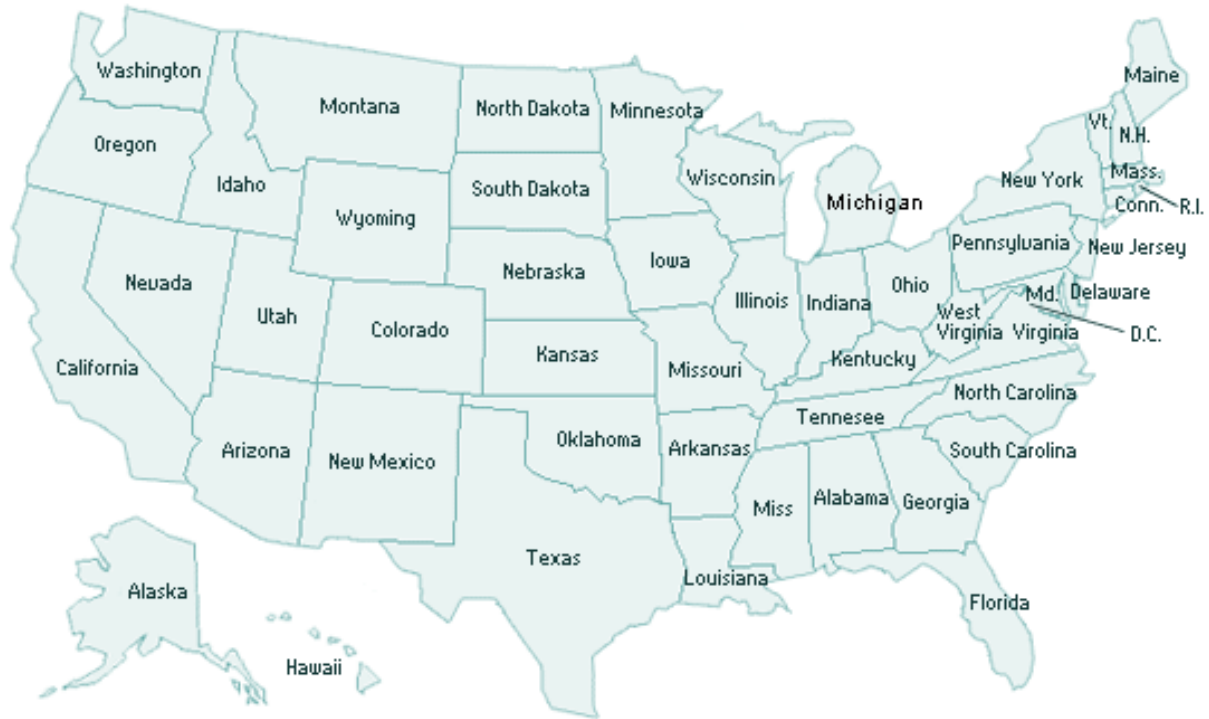 Washington
Montana
North Dakota
Minnesota
Maine
Oregon
Idaho
Wyoming
South Dakota
Wisconsin
Michigan
New York
Vt.
N.H.
Mass.
Conn.
R.I.
Nevada
Utah
Colorado
Nebraska
Iowa
Illinois
Indiana
Ohio
Pennsylvania
New Jersey
Md.
Delaware
D.C.
California
Kansas
Missouri
Kentucky
West
Virginia
Virginia
Arizona
New Mexico
Oklahoma
Arkansas
Tennesee
North Carolina
South Carolina
Texas
Louisiana
Miss
Alabama
Georgia
Florida
Alaska
Hawaii